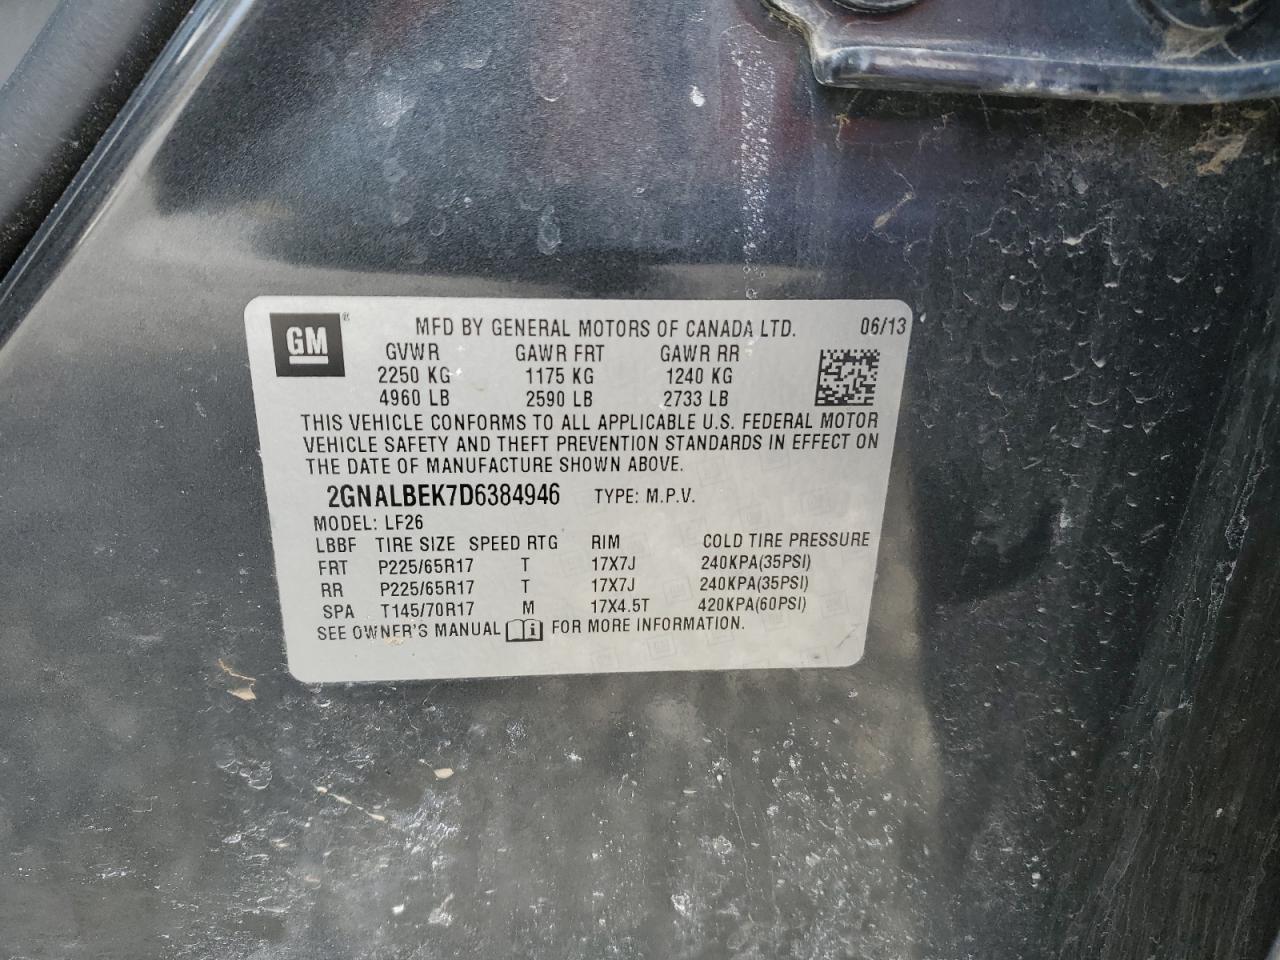 GM ® MFD BY GENERAL MOTORS OF CANADA LTD. 06/13
GVWR GAWR FRT GAWR RR
2250 KG 1175 KG 1240 KG
4960 LB 2590 LB 2733 LB
THIS VEHICLE CONFORMS TO ALL APPLICABLE U.S. FEDERAL MOTOR
VEHICLE SAFETY AND THEFT PREVENTION STANDARDS IN EFFECT ON
THE DATE OF MANUFACTURE SHOWN ABOVE.
2GNALBEK7D6384946 TYPE: M.P.V.
MODEL: LF26
LBBF TIRE SIZE SPEED RTG RIM COLD TIRE PRESSURE
FRT P225/65R17 T 17X7J 240KPA(35PSI)
RR P225/65R17 T 17X7J 240KPA(35PSI)
SPA T145/70R17 M 17X4.5T 420KPA(60PSI)
SEE OWNER'S MANUAL i FOR MORE INFORMATION.